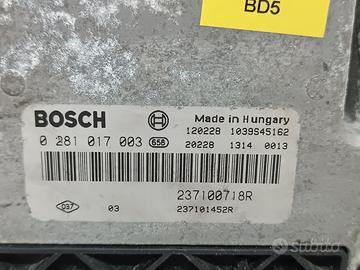 BD5
BOSCH
Made in Hungary
120228 1039S45162
0 281 017 003 658 20228 1314 0013
237100718R
037 03 237101452R
subito